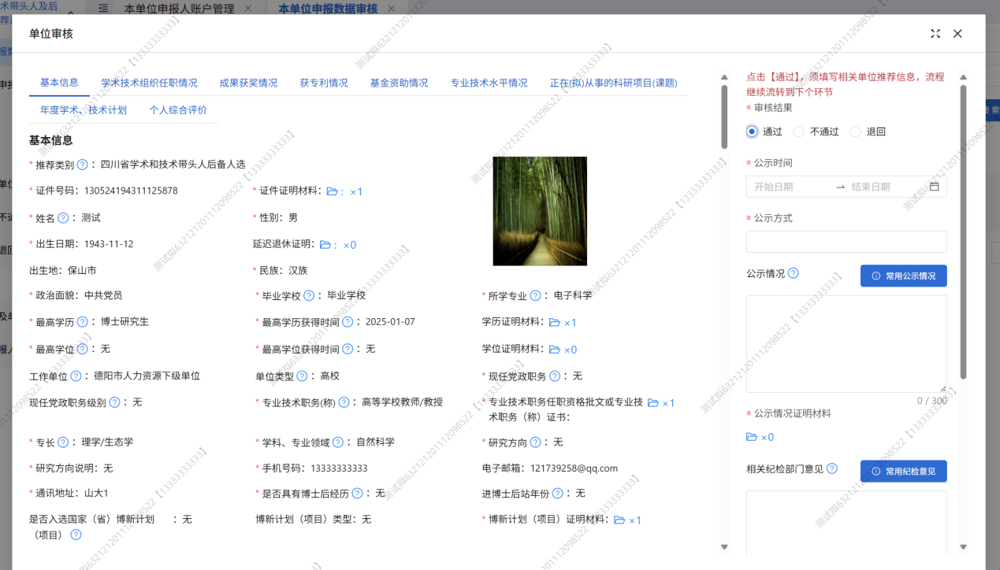 术带头人及后
本单位申报人账户管理
本单位申报数据审核
单位审核
基本信息 学术技术组织任职情况 成果获奖情况 获专利情况 基金资助情况 专业技术水平情况 正在(拟)从事的科研项目(课题)
年度学术、技术计划 个人综合评价
基本信息
* 推荐类别 ? ：四川省学术和技术带头人后备人选
* 证件号码：130524194311125878
* 证件证明材料： ：×1
* 姓名 ? ：测试
* 性别：男
* 出生日期：1943-11-12
延迟退休证明： ：×0
出生地：保山市
* 民族：汉族
* 政治面貌：中共党员
* 毕业学校 ? ：毕业学校
* 所学专业 ? ：电子科学
* 最高学历 ? ：博士研究生
* 最高学历获得时间 ? ：2025-01-07
学历证明材料： ×1
* 最高学位 ? ：无
* 最高学位获得时间 ? ：无
学位证明材料： ×0
工作单位 ? ：德阳市人力资源下级单位
单位类型 ? ：高校
* 现任党政职务 ? ：无
现任党政职务级别 ? ：无
* 专业技术职务(称) ? ：高等学校教师/教授
* 专业技术职务任职资格批文或专业技
术职务（称）证书： ×1
* 专长 ? ：理学/生态学
* 学科、专业领域 ? ：自然科学
* 研究方向 ? ：无
* 研究方向说明：无
* 手机号码：13333333333
电子邮箱：121739258@qq.com
* 通讯地址：山大1
* 是否具有博士后经历 ? ：无
进博士后站年份 ? ：无
是否入选国家（省）博新计划
（项目） ? ：无
博新计划（项目）类型：无
* 博新计划（项目）证明材料： ×1
点击【通过】，须填写相关单位推荐信息，流程
继续流转到下个环节
* 审核结果
通过 不通过 退回
* 公示时间
开始日期 → 结束日期
* 公示方式
公示情况 ?
常用公示情况
0 / 300
* 公示情况证明材料
×0
相关纪检部门意见 ?
常用纪检意见
测试拟632121201112098522【13333333333】